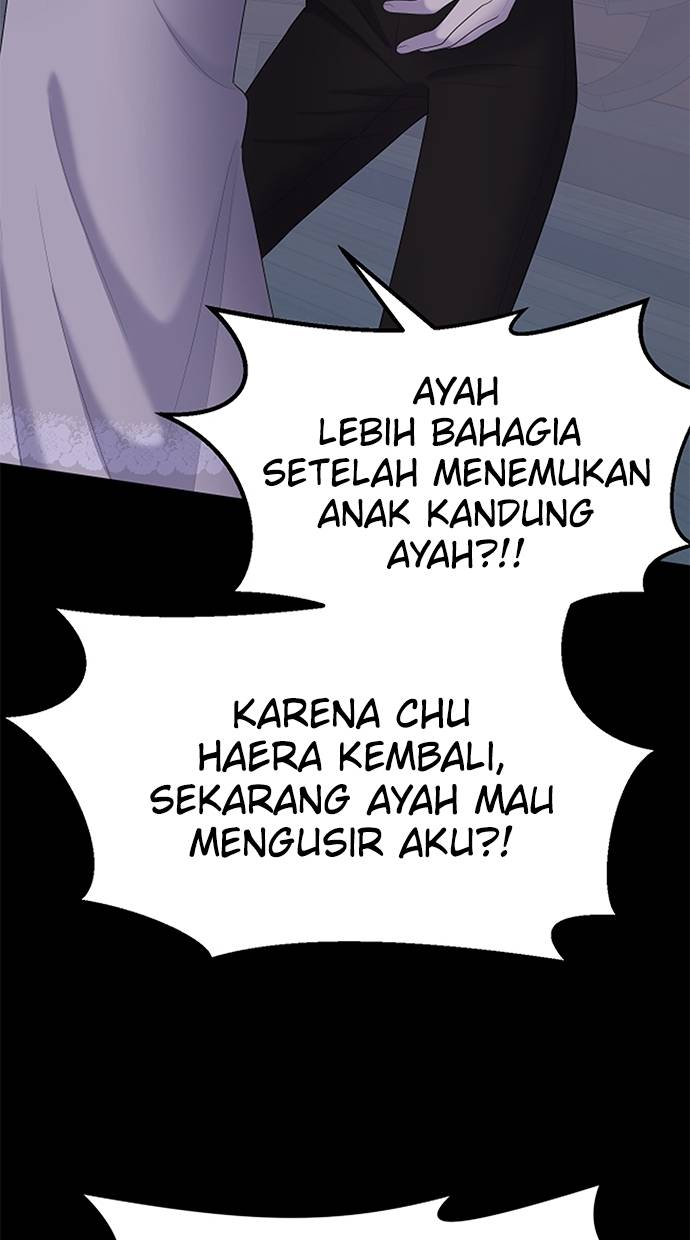 AYAH
LEBIH BAHAGIA
SETELAH MENEMUKAN
ANAK KANDUNG
AYAH?!!
KARENA CHU
HAERA KEMBALI,
SEKARANG AYAH MAU
MENGUSIR AKU?!